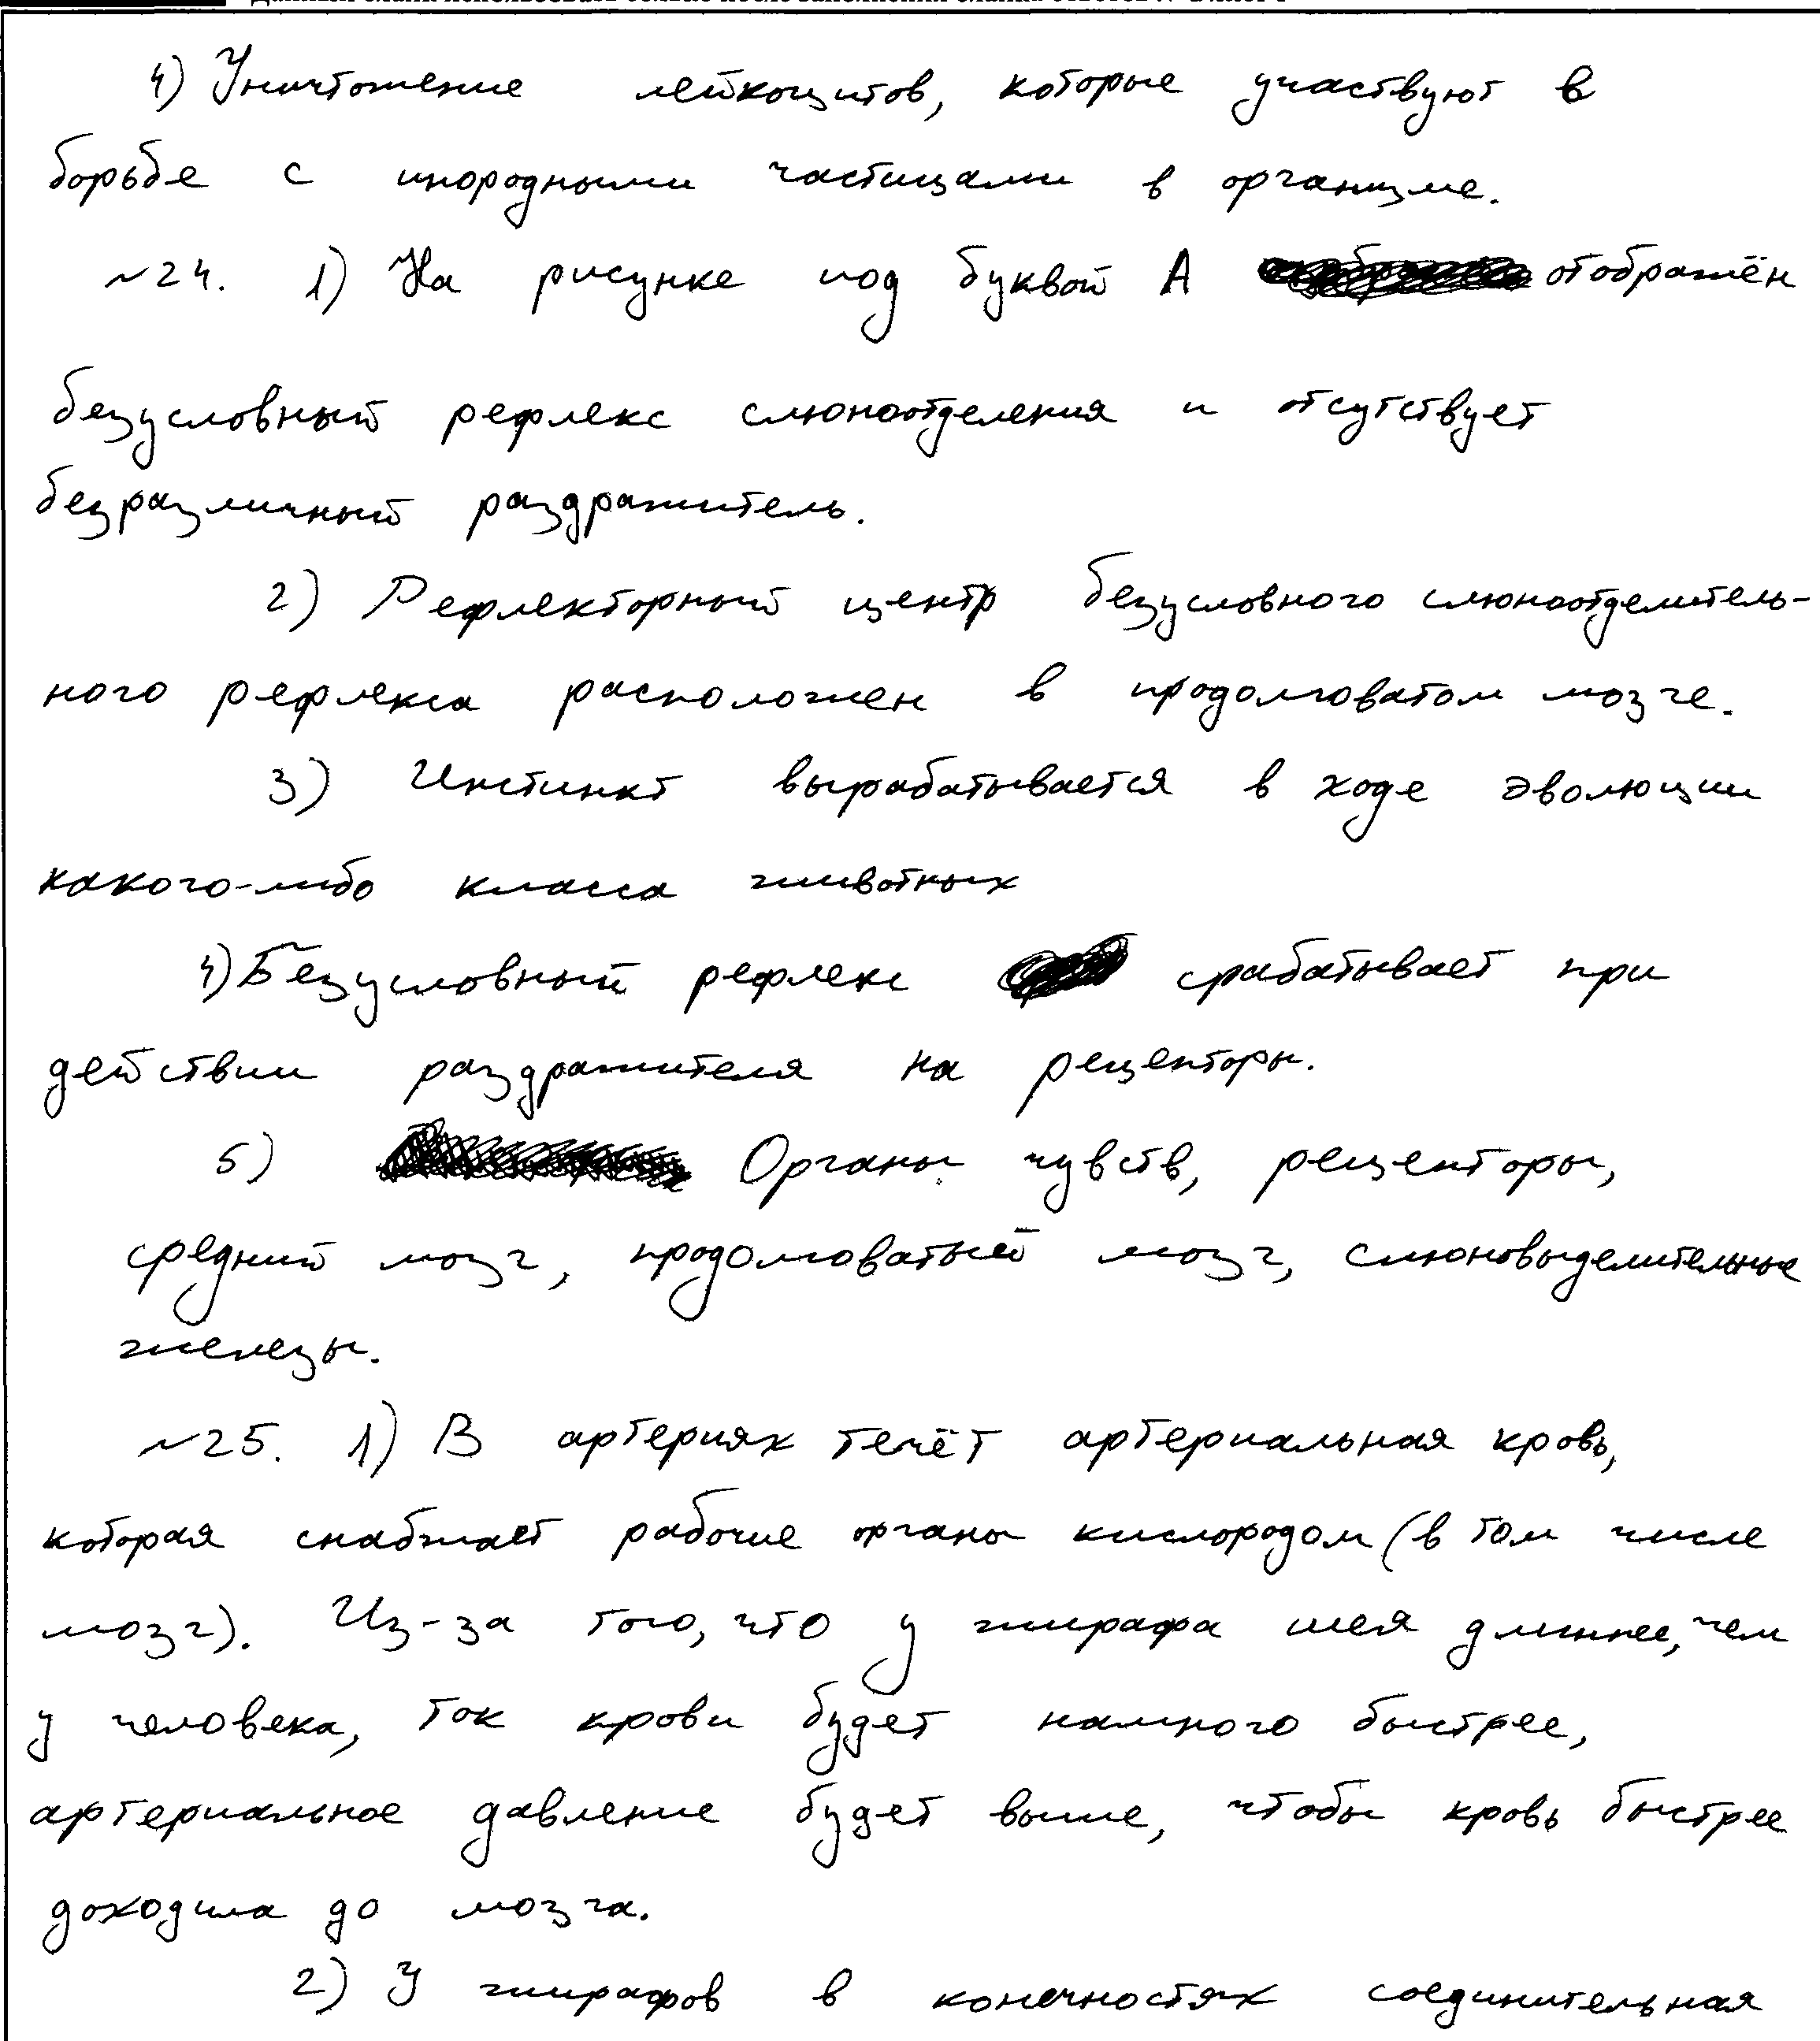 4) Уничтожение лейкоцитов, которые участвуют в
борьбе с инородными частицами в организме.
№24. 1) На рисунке под буквой А отображён
безусловный рефлекс слюноотделения и отсутствует
безразличный раздражитель.
2) Рефлекторный центр безусловного слюноотделитель-
ного рефлекса расположен в продолговатом мозге.
3) Инстинкт вырабатывается в ходе эволюции
какого-либо класса животных
4) Безусловный рефлекс срабатывает при
действии раздражителя на рецепторы.
5) Органы чувств, рецепторы,
средний мозг, продолговатый мозг, слюновыделительные
железы.
№25. 1) В артериях течёт артериальная кровь,
которая снабжает рабочие органы кислородом (в том числе
мозг). Из-за того, что у жирафа шея длиннее, чем
у человека, ток крови будет намного быстрее,
артериальное давление будет выше, чтобы кровь быстрее
доходила до мозга.
2) У жирафов в конечностях соединительная